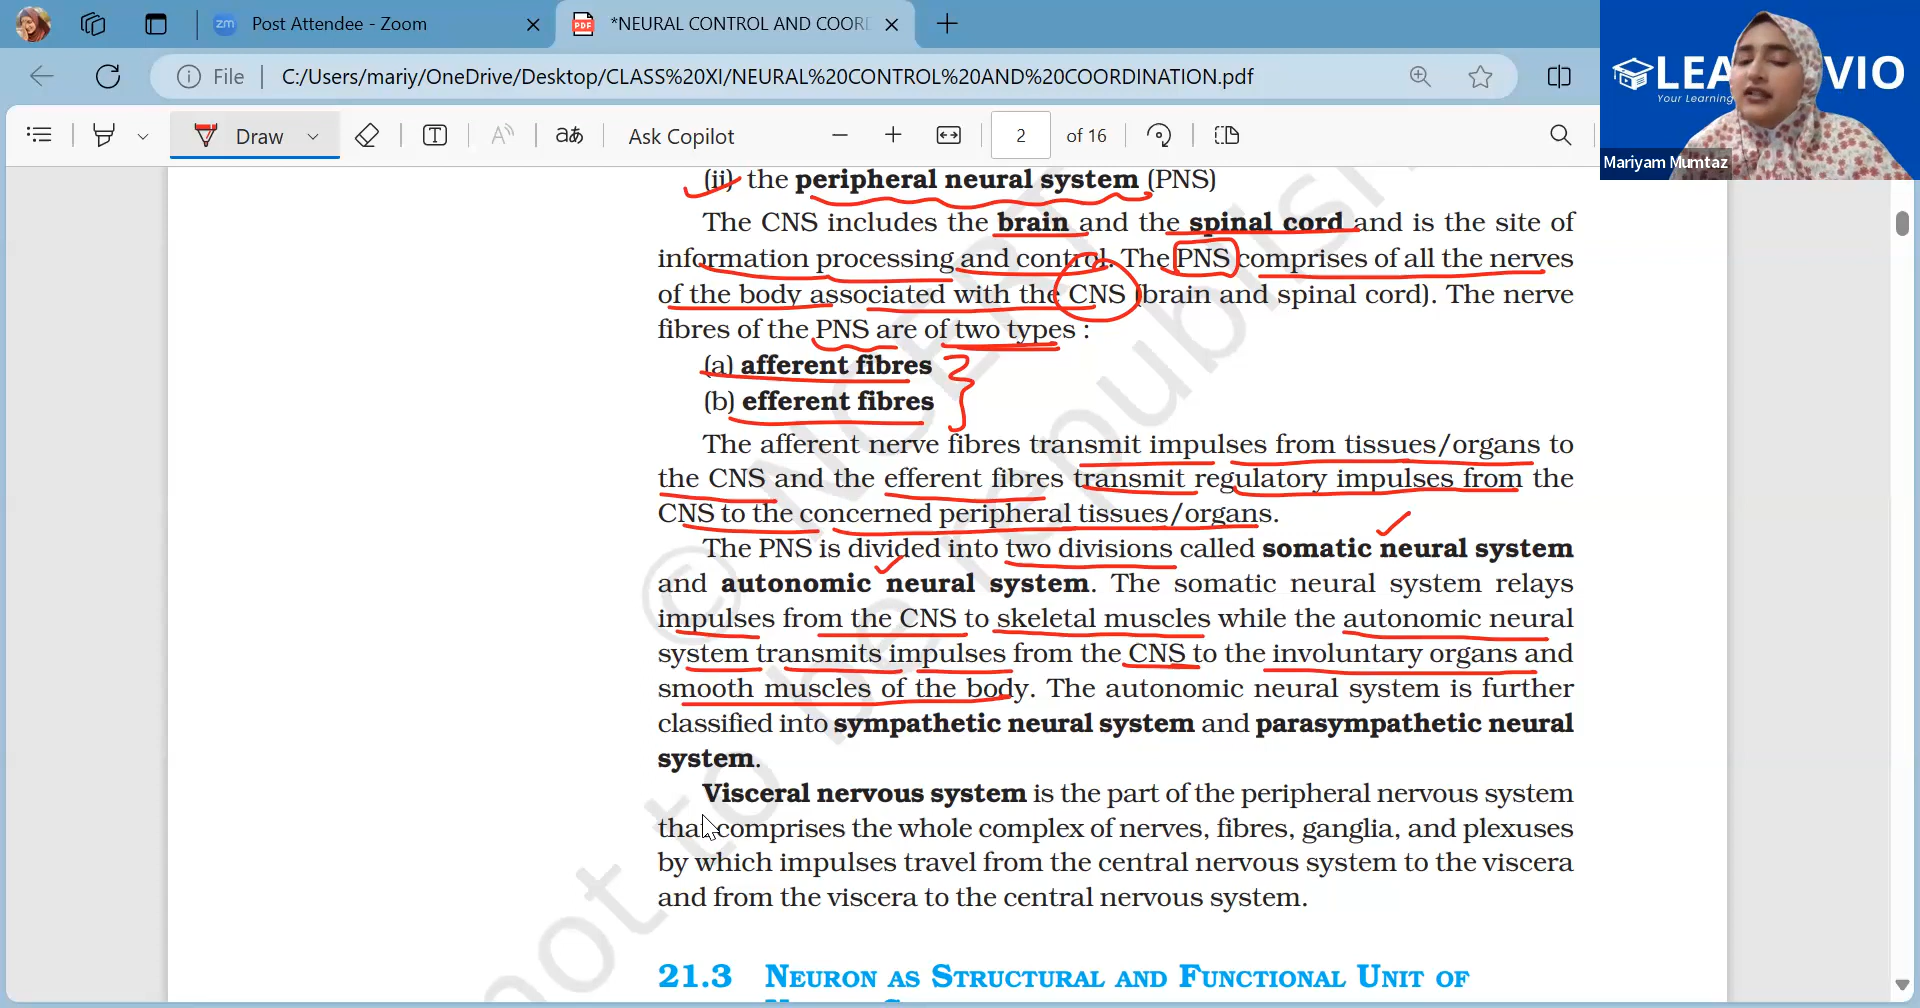 zm Post Attendee - Zoom
PDF *NEURAL CONTROL AND COORD
File C:/Users/mariy/OneDrive/Desktop/CLASS%20XI/NEURAL%20CONTROL%20AND%20COORDINATION.pdf
LEA VIO
Your Learning
Mariyam Mumtaz
Draw
T
A
aあ
Ask Copilot
2 of 16
(ii) the peripheral neural system (PNS)
The CNS includes the brain and the spinal cord and is the site of
information processing and control. The PNS comprises of all the nerves
of the body associated with the CNS (brain and spinal cord). The nerve
fibres of the PNS are of two types :
(a) afferent fibres
(b) efferent fibres
The afferent nerve fibres transmit impulses from tissues/organs to
the CNS and the efferent fibres transmit regulatory impulses from the
CNS to the concerned peripheral tissues/organs.
The PNS is divided into two divisions called somatic neural system
and autonomic neural system. The somatic neural system relays
impulses from the CNS to skeletal muscles while the autonomic neural
system transmits impulses from the CNS to the involuntary organs and
smooth muscles of the body. The autonomic neural system is further
classified into sympathetic neural system and parasympathetic neural
system.
Visceral nervous system is the part of the peripheral nervous system
that comprises the whole complex of nerves, fibres, ganglia, and plexuses
by which impulses travel from the central nervous system to the viscera
and from the viscera to the central nervous system.
21.3 NEURON AS STRUCTURAL AND FUNCTIONAL UNIT OF
© NCERT
not to be republish